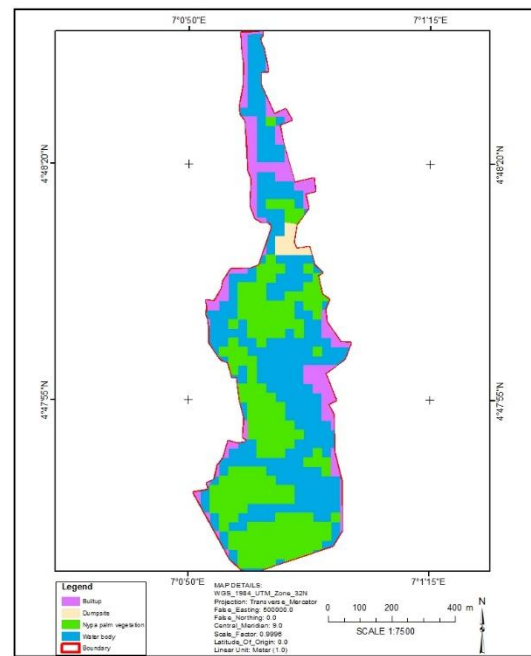 7°0'50"E 7°1'15"E
4°48'20"N 4°48'20"N
4°47'55"N 4°47'55"N
7°0'50"E 7°1'15"E
Legend
Builtup
Dumpsite
Nypa palm vegetation
Water body
Boundary
MAP DETAILS:
WGS_1984_UTM_Zone_32N
Projection: Transverse_Mercator
False_Easting: 500000.0
False_Northing: 0.0
Central_Meridian: 9.0
Scale_Factor: 0.9996
Latitude_Of_Origin: 0.0
Linear Unit: Meter (1.0)
0 100 200 400 m
SCALE 1:7500
N